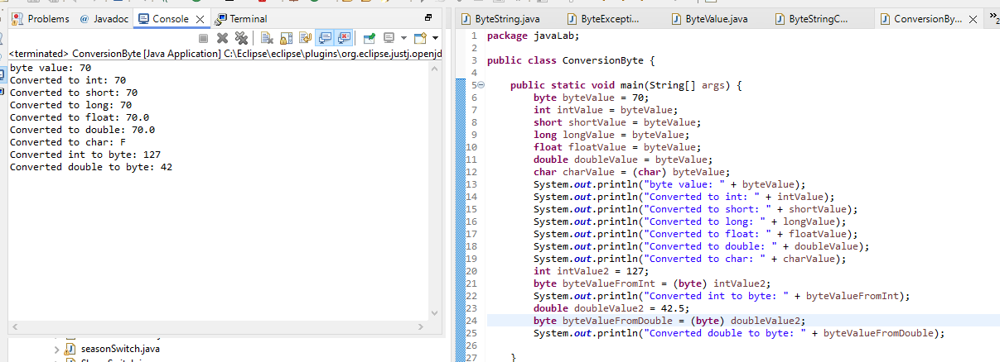 Problems @ Javadoc Console Terminal
<terminated> ConversionByte [Java Application] C:\Eclipse\eclipse\plugins\org.eclipse.justj.openjd
byte value: 70
Converted to int: 70
Converted to short: 70
Converted to long: 70
Converted to float: 70.0
Converted to double: 70.0
Converted to char: F
Converted int to byte: 127
Converted double to byte: 42
seasonSwitch.java
ByteString.java ByteExcepti... ByteValue.java ByteStringC... ConversionBy... »2
1 package javaLab;
2
3 public class ConversionByte {
4
5 public static void main(String[] args) {
6 byte byteValue = 70;
7 int intValue = byteValue;
8 short shortValue = byteValue;
9 long longValue = byteValue;
10 float floatValue = byteValue;
11 double doubleValue = byteValue;
12 char charValue = (char) byteValue;
13 System.out.println("byte value: " + byteValue);
14 System.out.println("Converted to int: " + intValue);
15 System.out.println("Converted to short: " + shortValue);
16 System.out.println("Converted to long: " + longValue);
17 System.out.println("Converted to float: " + floatValue);
18 System.out.println("Converted to double: " + doubleValue);
19 System.out.println("Converted to char: " + charValue);
20 int intValue2 = 127;
21 byte byteValueFromInt = (byte) intValue2;
22 System.out.println("Converted int to byte: " + byteValueFromInt);
23 double doubleValue2 = 42.5;
24 byte byteValueFromDouble = (byte) doubleValue2;
25 System.out.println("Converted double to byte: " + byteValueFromDouble);
26
27 }